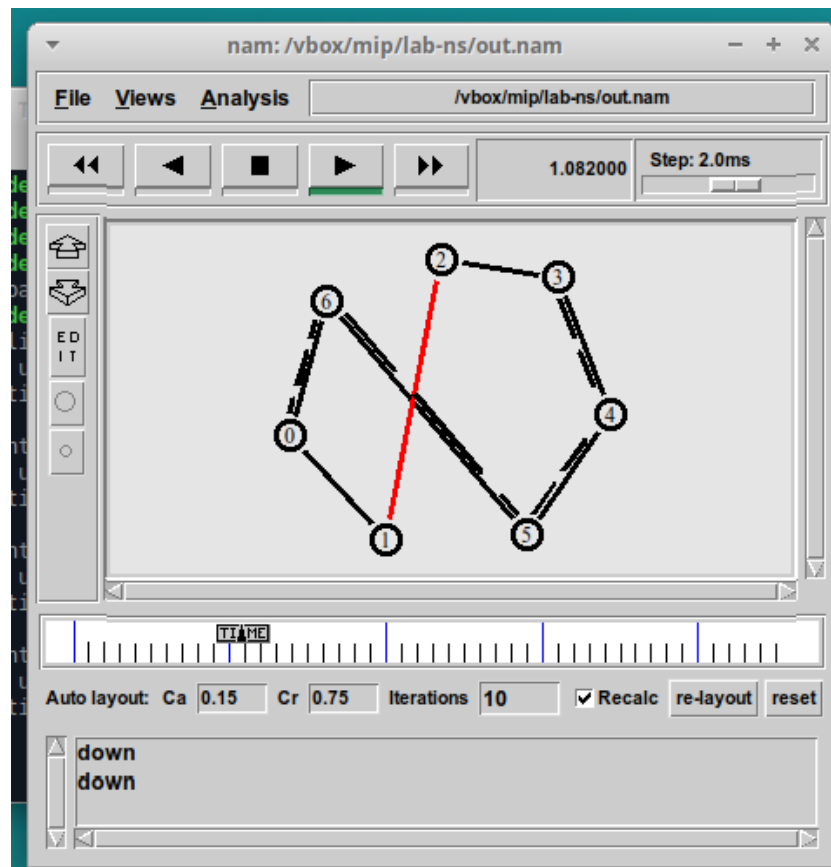 nam: /vbox/mip/lab-ns/out.nam
File Views Analysis /vbox/mip/lab-ns/out.nam
1.082000 Step: 2.0ms
E D
I T
2
3
6
4
0
5
1
TIME
Auto layout: Ca 0.15 Cr 0.75 Iterations 10 Recalc re-layout reset
down
down